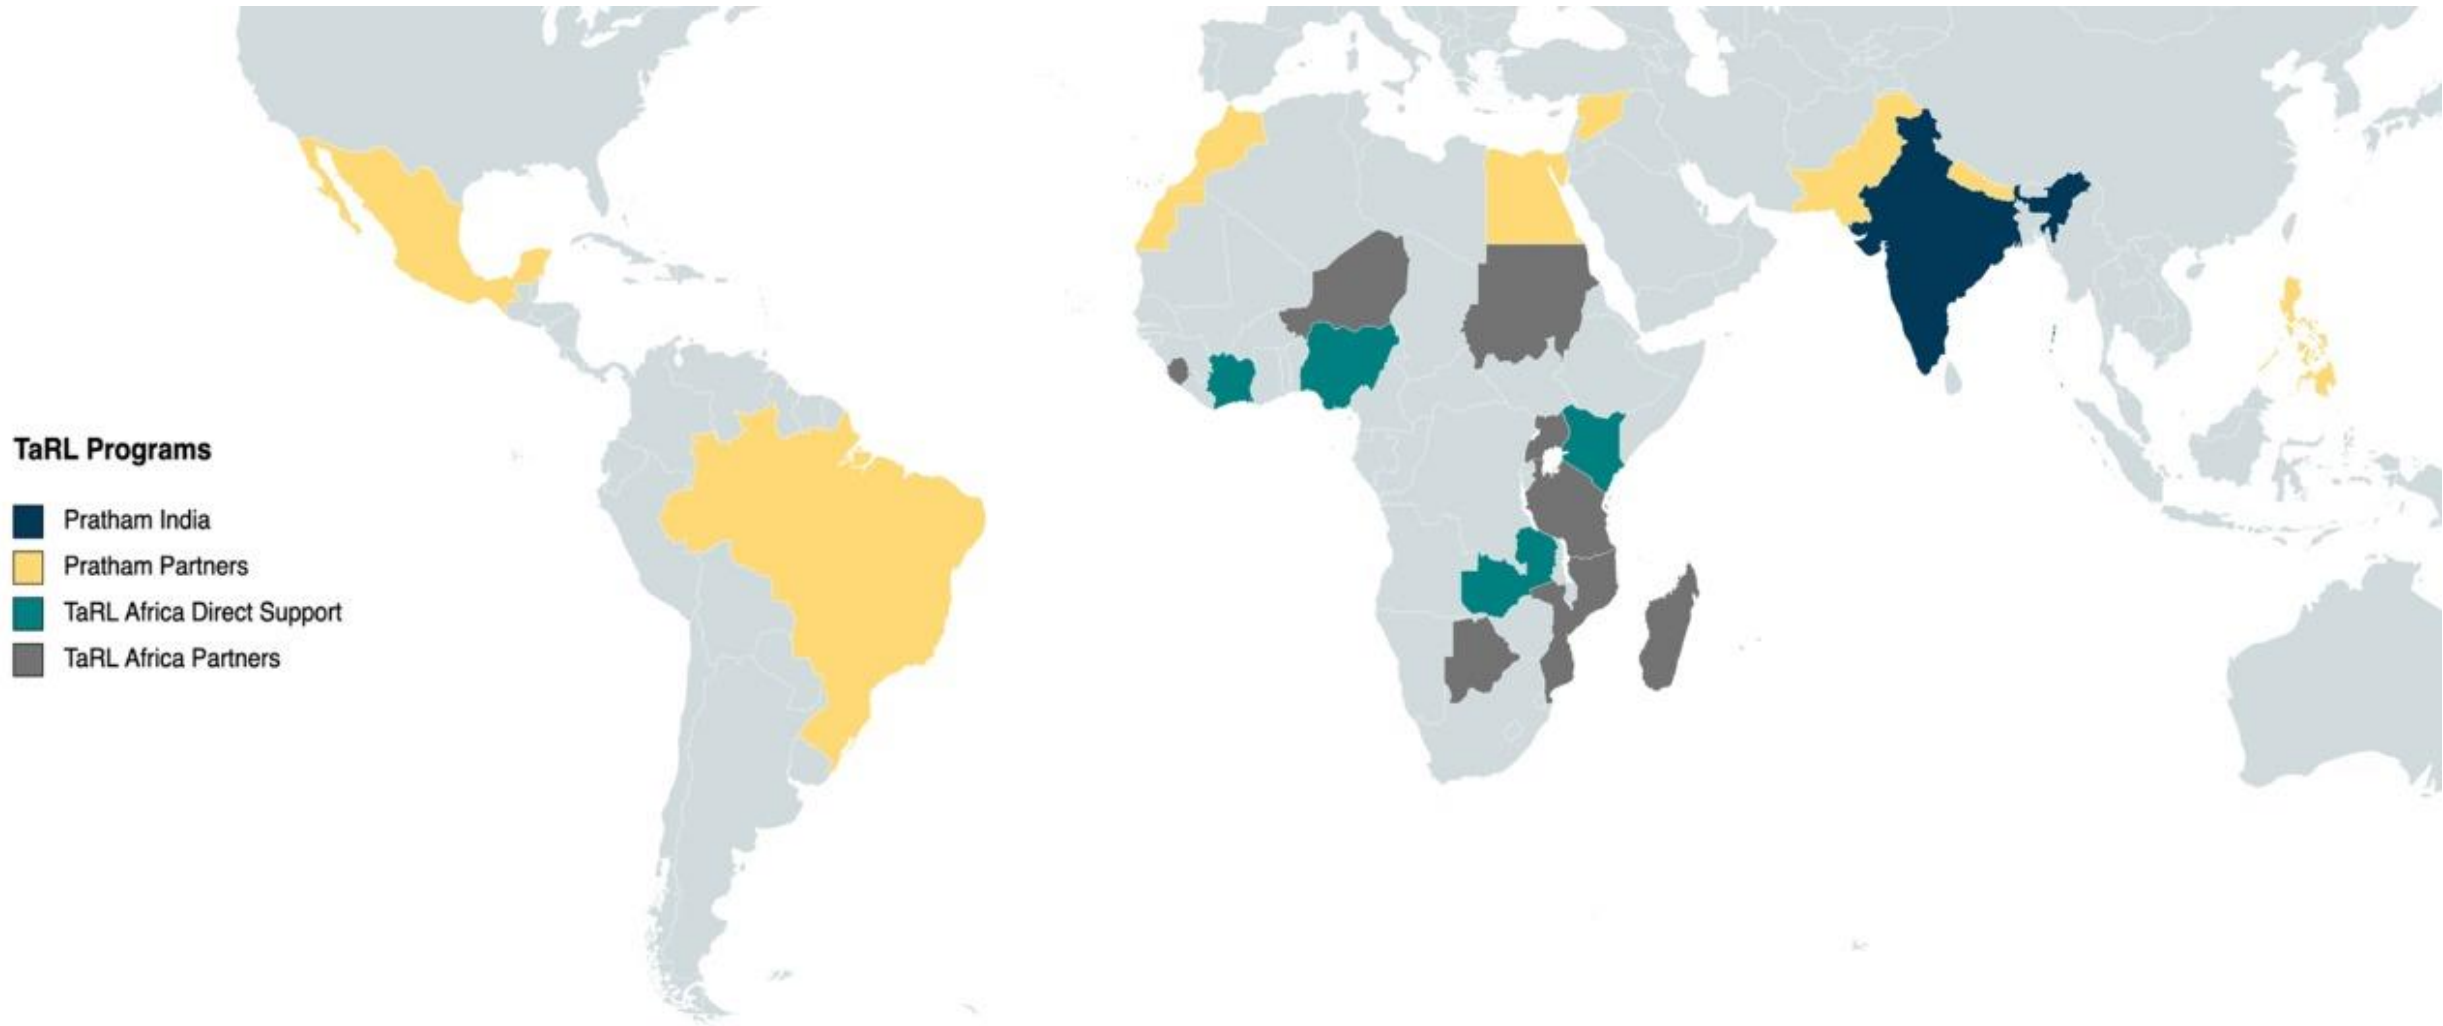 TaRL Programs
Pratham India
Pratham Partners
TaRL Africa Direct Support
TaRL Africa Partners